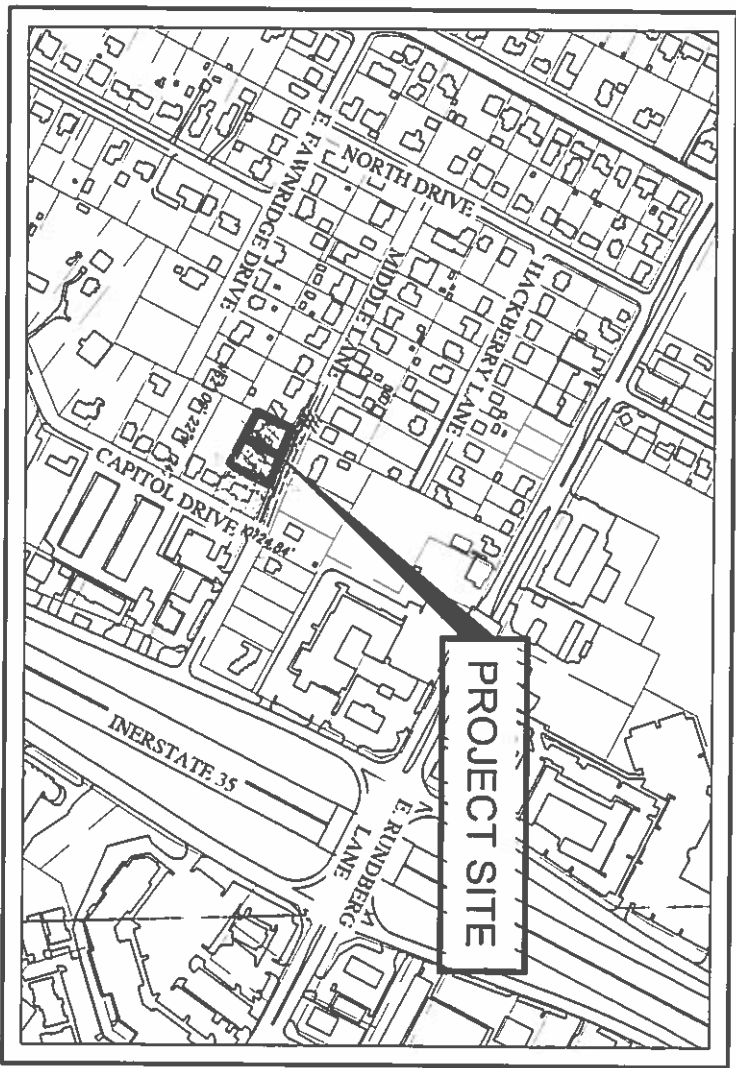 NORTH DRIVE
E. FAWNRIDGE DRIVE
MIDDLE LANE
HACKBERRY LANE
CAPITOL DRIVE
INERSTATE 35
E. RUNDBERG
LANE
PROJECT SITE